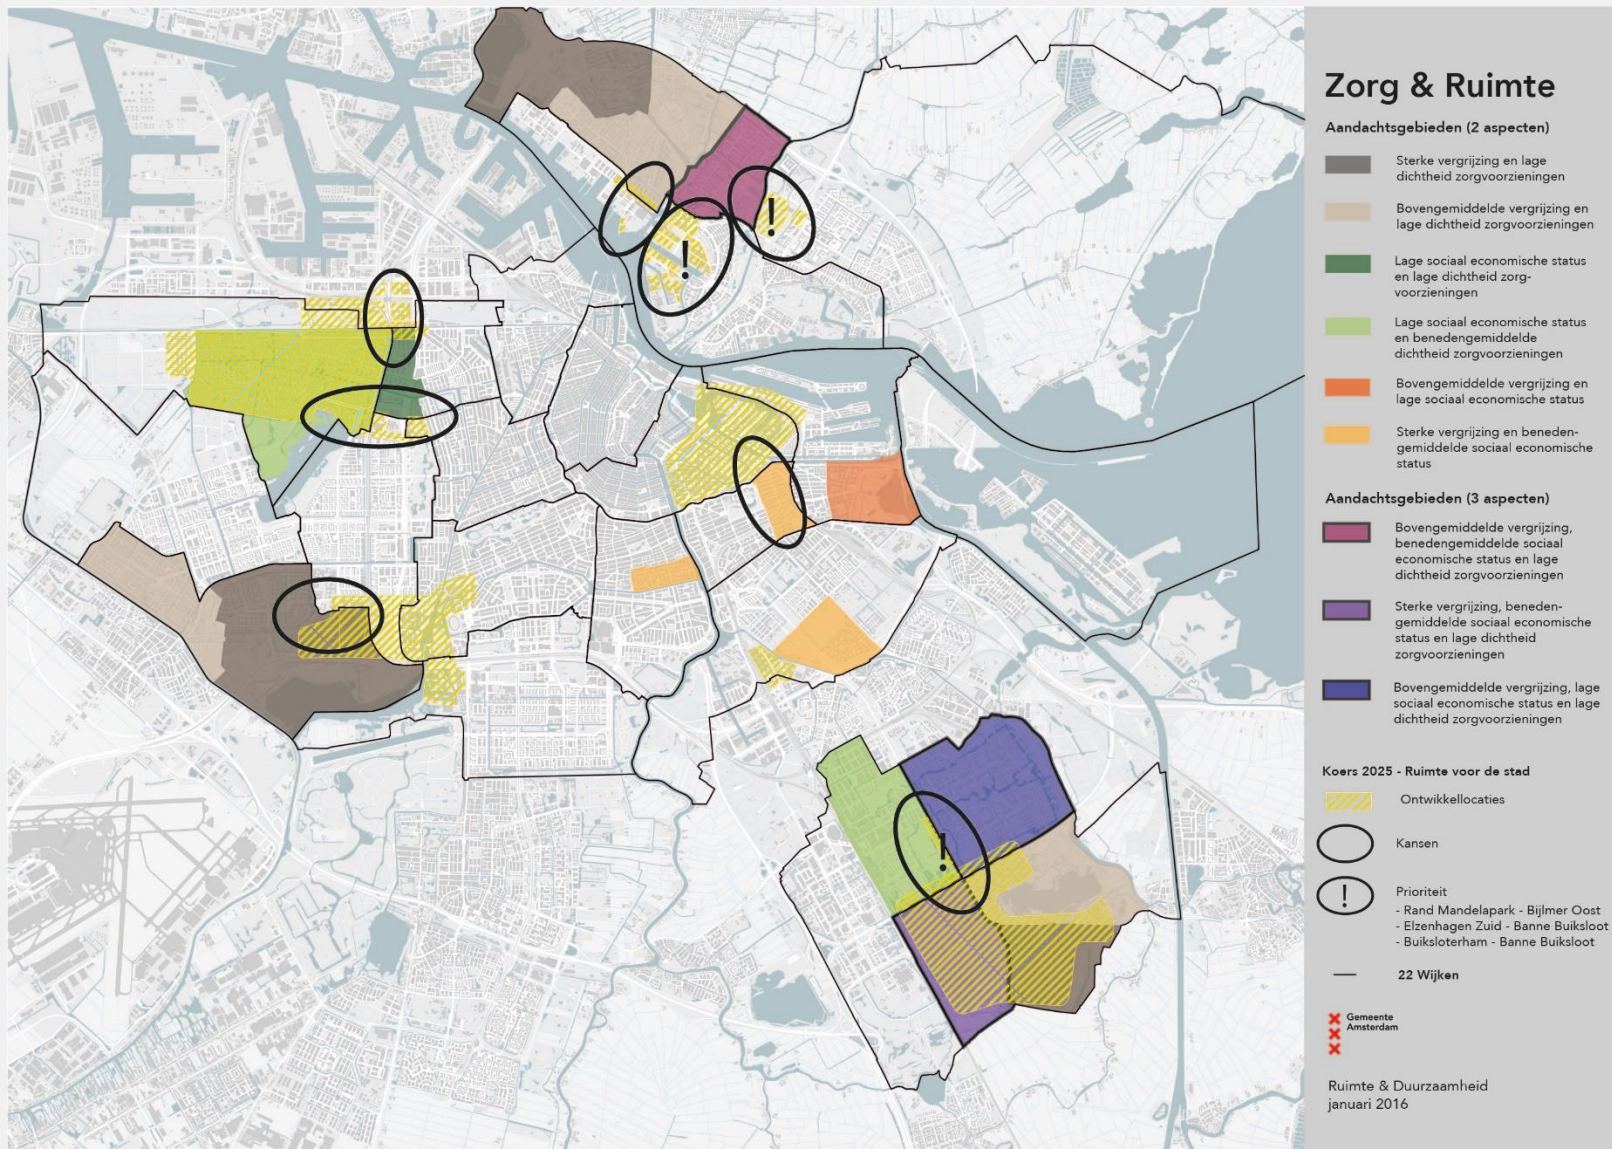 Zorg & Ruimte
Aandachtsgebieden (2 aspecten)
Sterke vergrijzing en lage
dichtheid zorgvoorzieningen
Bovengemiddelde vergrijzing en
lage dichtheid zorgvoorzieningen
Lage sociaal economische status
en lage dichtheid zorg-
voorzieningen
Lage sociaal economische status
en benedengemiddelde
dichtheid zorgvoorzieningen
Bovengemiddelde vergrijzing en
lage sociaal economische status
Sterke vergrijzing en beneden-
gemiddelde sociaal economische
status
Aandachtsgebieden (3 aspecten)
Bovengemiddelde vergrijzing,
benedengemiddelde sociaal
economische status en lage
dichtheid zorgvoorzieningen
Sterke vergrijzing, beneden-
gemiddelde sociaal economische
status en lage dichtheid
zorgvoorzieningen
Bovengemiddelde vergrijzing, lage
sociaal economische status en lage
dichtheid zorgvoorzieningen
Koers 2025 - Ruimte voor de stad
Ontwikkellocaties
Kansen
! Prioriteit
- Rand Mandelapark - Bijlmer Oost
- Elzenhagen Zuid - Banne Buiksloot
- Buiksloterham - Banne Buiksloot
22 Wijken
Gemeente
Amsterdam
Ruimte & Duurzaamheid
januari 2016
!
!
!